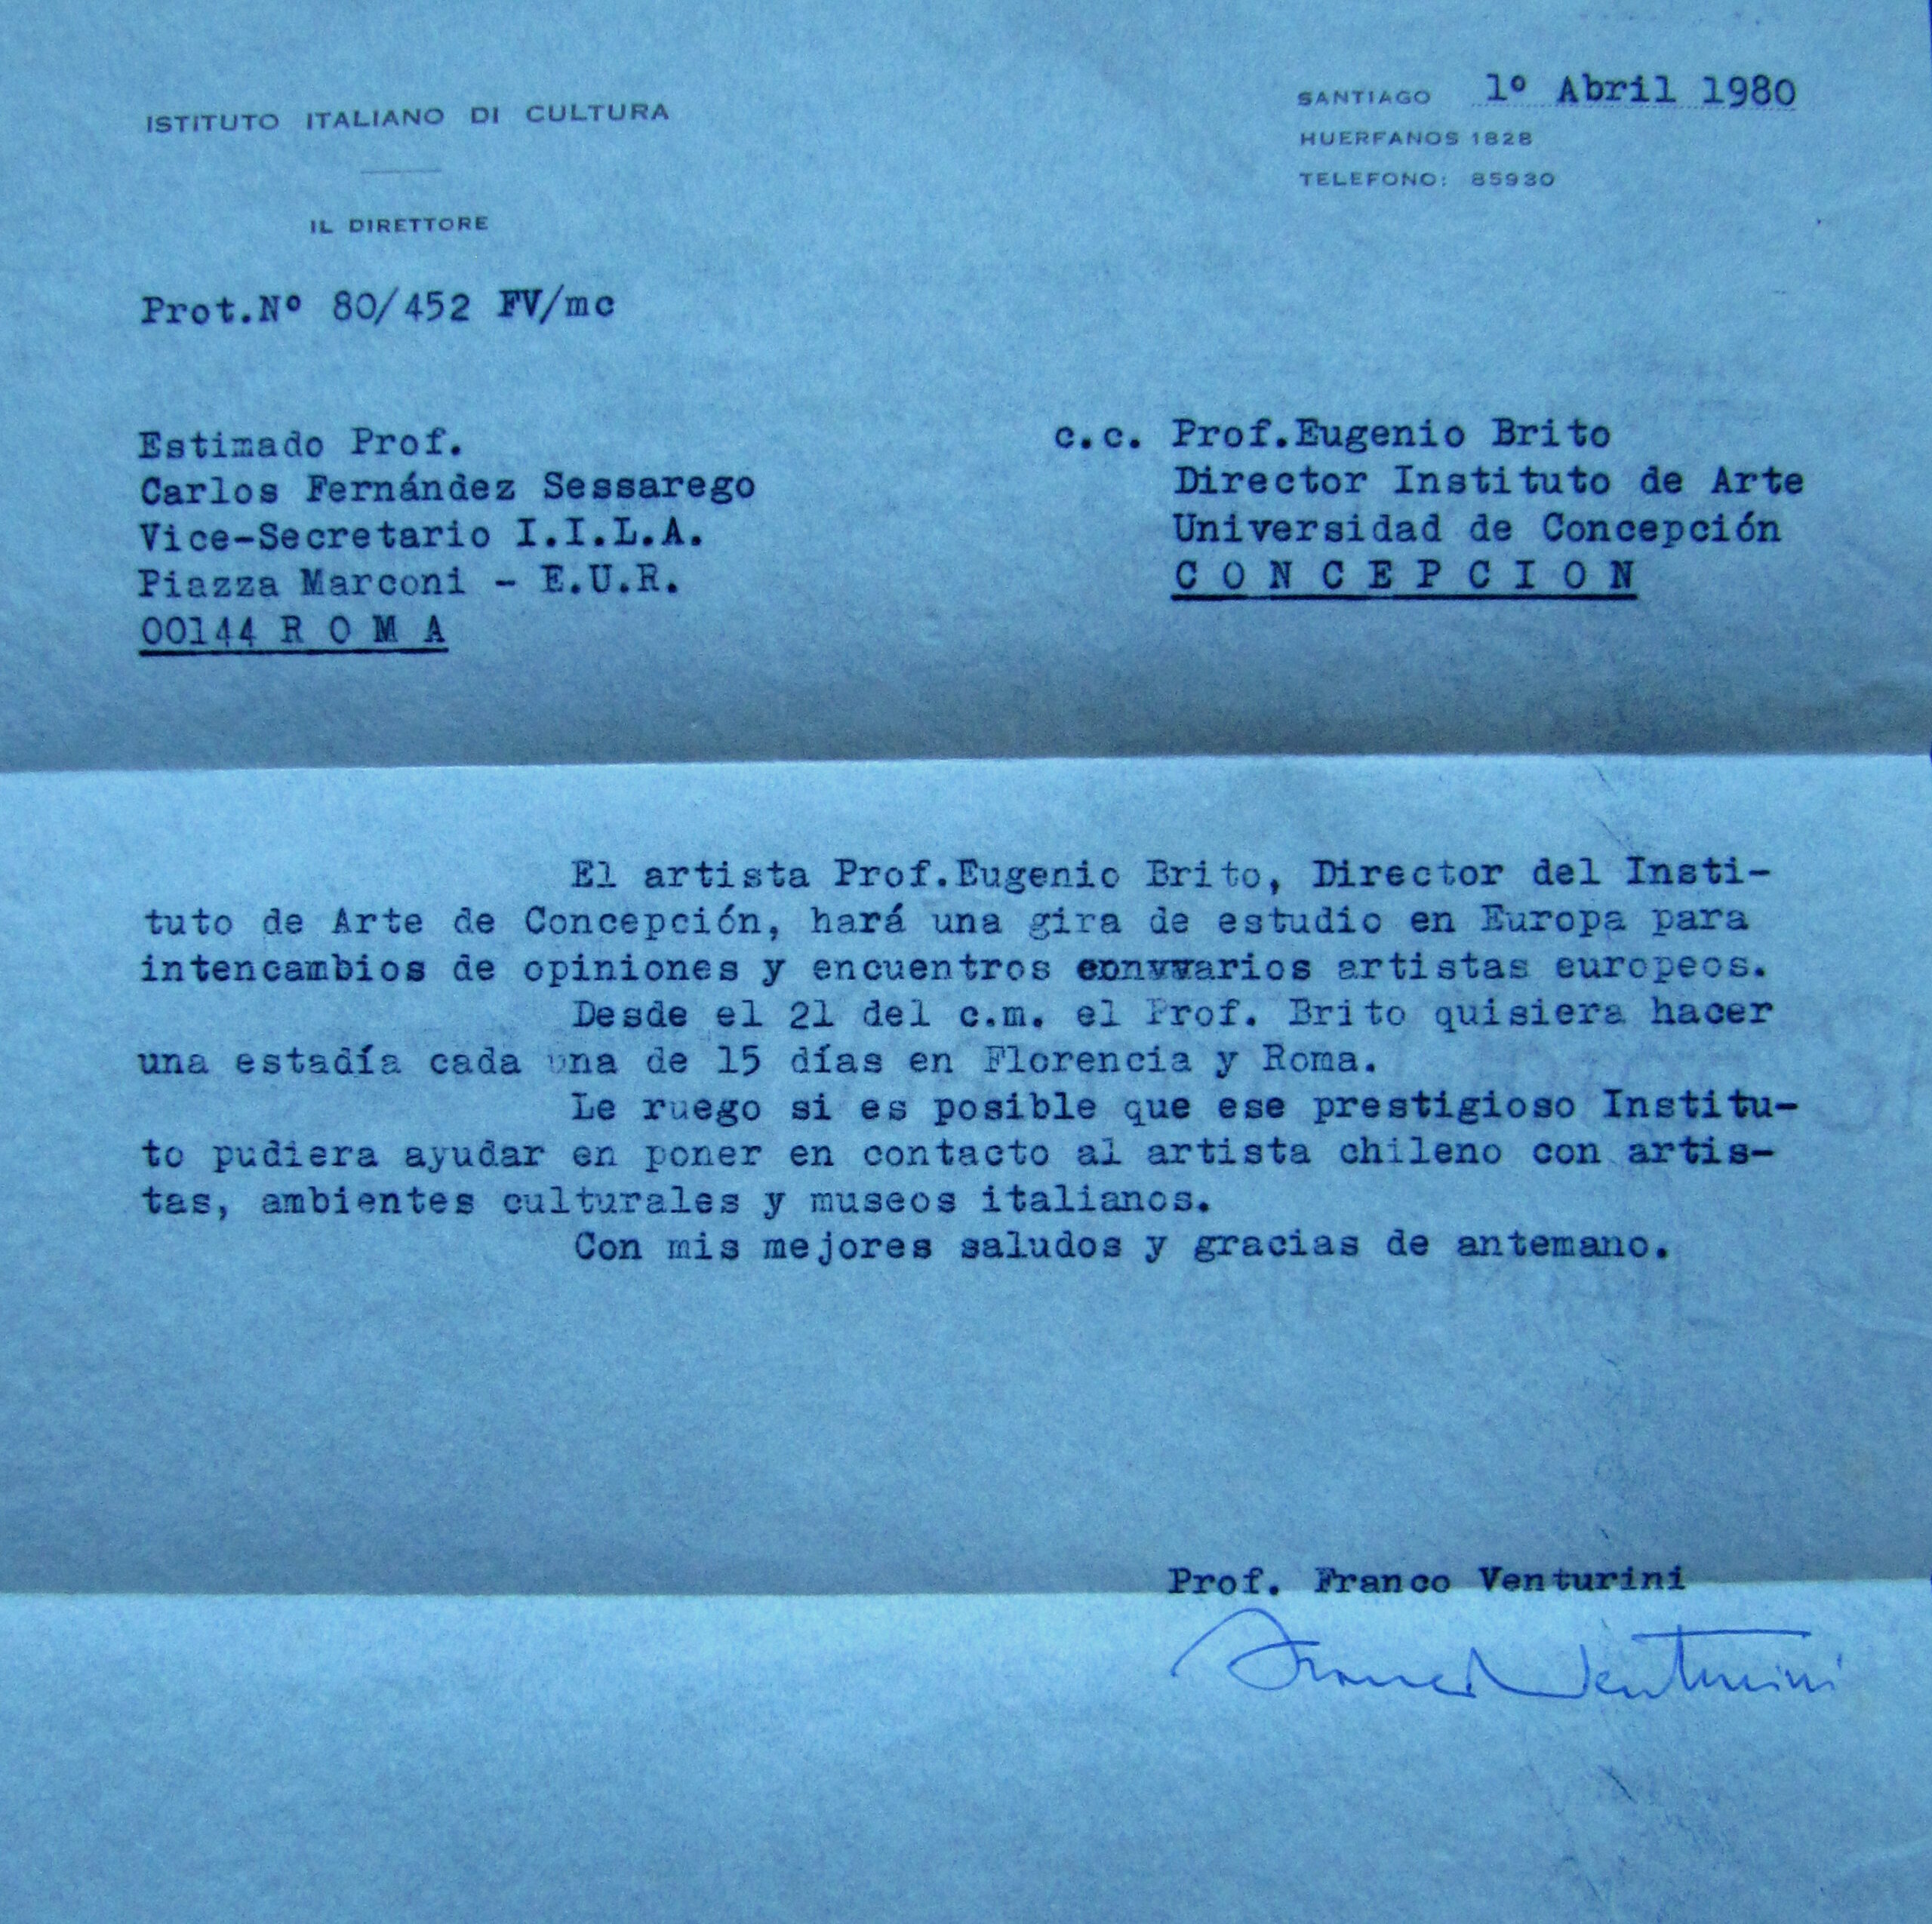 ISTITUTO ITALIANO DI CULTURA
IL DIRETTORE
SANTIAGO 1º Abril 1980
HUERFANOS 1828
TELEFONO: 85930
Prot.Nº 80/452 FV/mc
Estimado Prof.
Carlos Fernández Sessarego
Vice-Secretario I.I.L.A.
Piazza Marconi - E.U.R.
00144 R O M A
c.c. Prof.Eugenio Brito
Director Instituto de Arte
Universidad de Concepción
C O N C E P C I O N
El artista Prof.Eugenio Brito, Director del Insti-
tuto de Arte de Concepción, hará una gira de estudio en Europa para
intencambios de opiniones y encuentros convvarios artistas europeos.
Desde el 21 del c.m. el Prof. Brito quisiera hacer
una estadía cada una de 15 días en Florencia y Roma.
Le ruego si es posible que ese prestigioso Institu-
to pudiera ayudar en poner en contacto al artista chileno con artis-
tas, ambientes culturales y museos italianos.
Con mis mejores saludos y gracias de antemano.
Prof. Franco Venturini
Franco Venturini